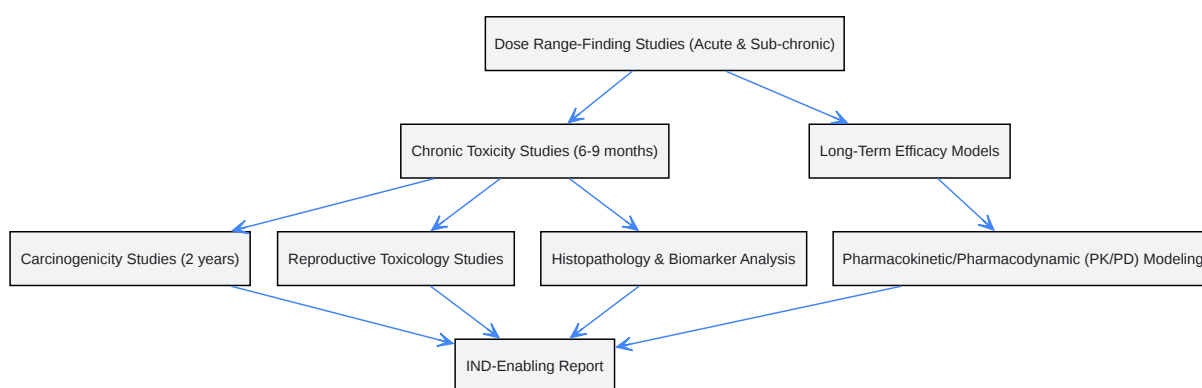 Dose Range-Finding Studies (Acute & Sub-chronic)
Chronic Toxicity Studies (6-9 months)
Long-Term Efficacy Models
Carcinogenicity Studies (2 years)
Reproductive Toxicology Studies
Histopathology & Biomarker Analysis
Pharmacokinetic/Pharmacodynamic (PK/PD) Modeling
IND-Enabling Report